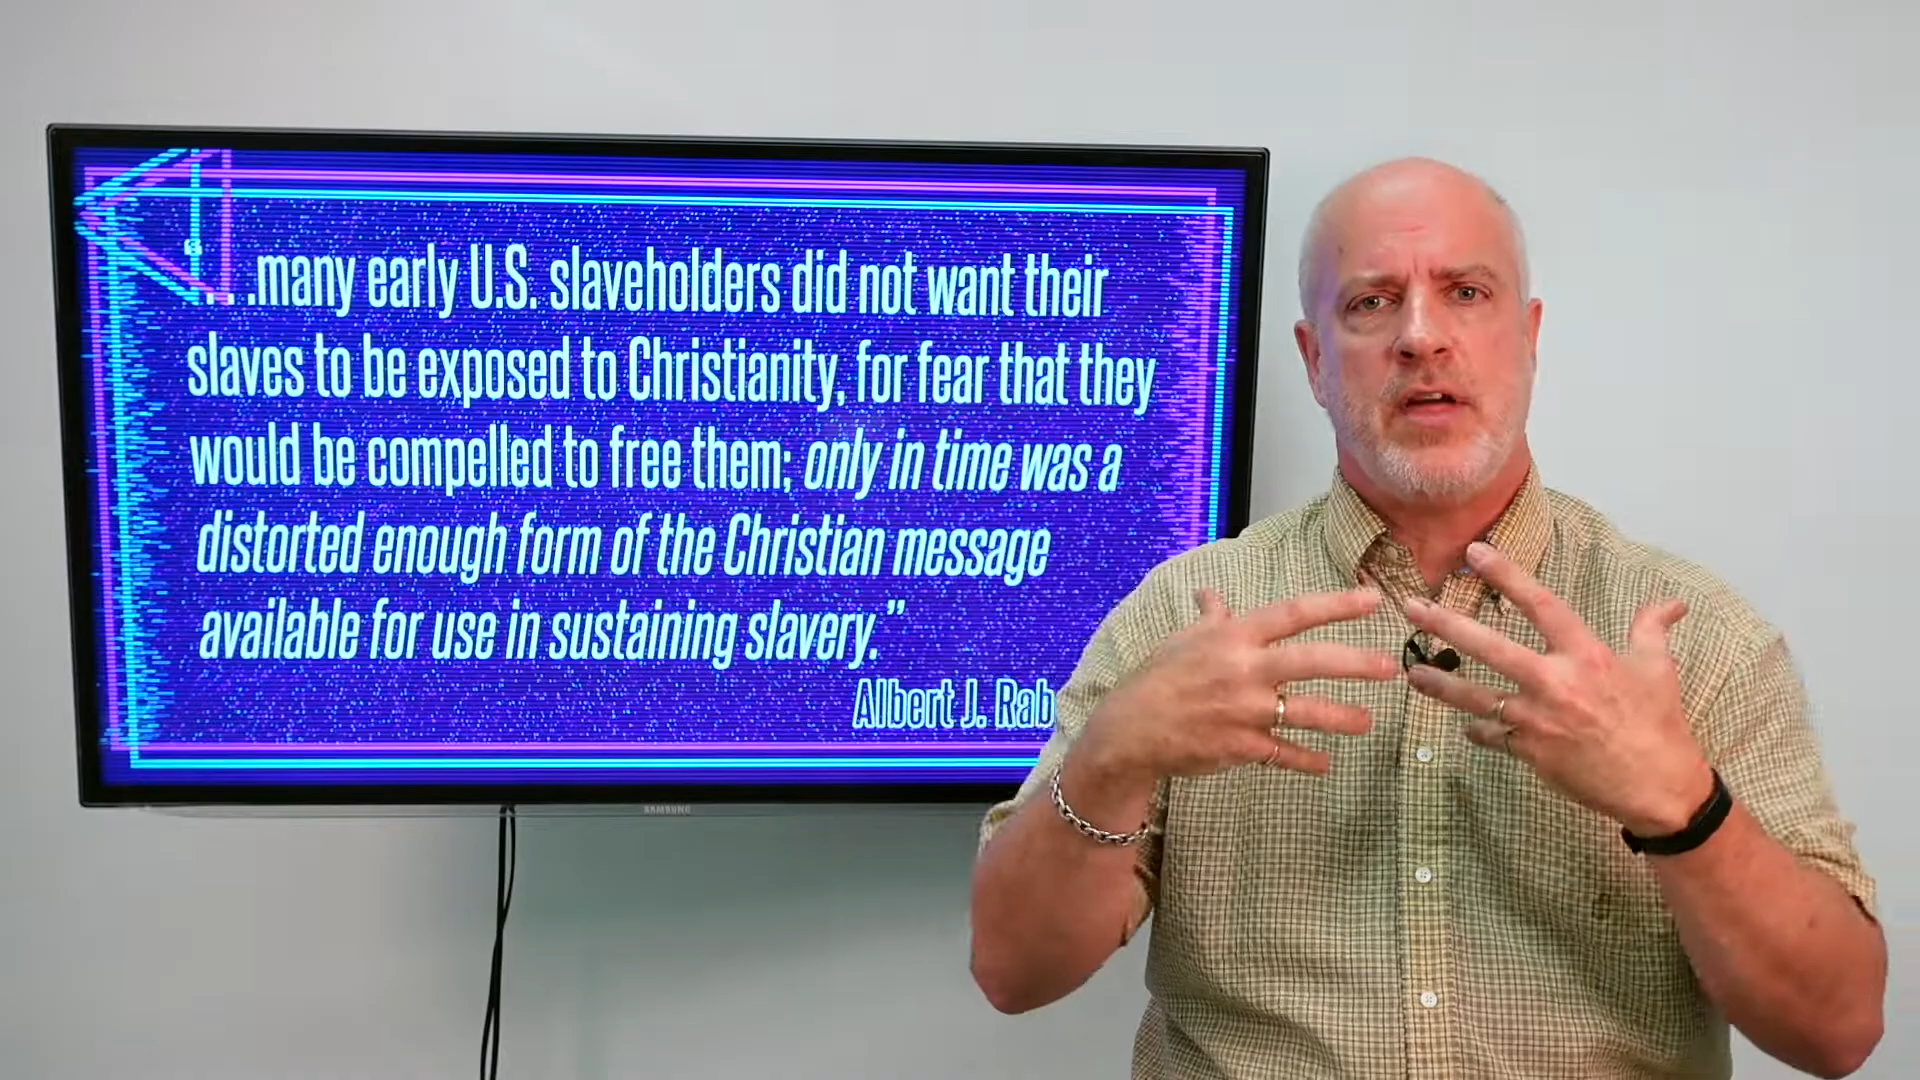 “. . .many early U.S. slaveholders did not want their
slaves to be exposed to Christianity, for fear that they
would be compelled to free them; only in time was a
distorted enough form of the Christian message
available for use in sustaining slavery.”
Albert J. Rab
SAMSUNG